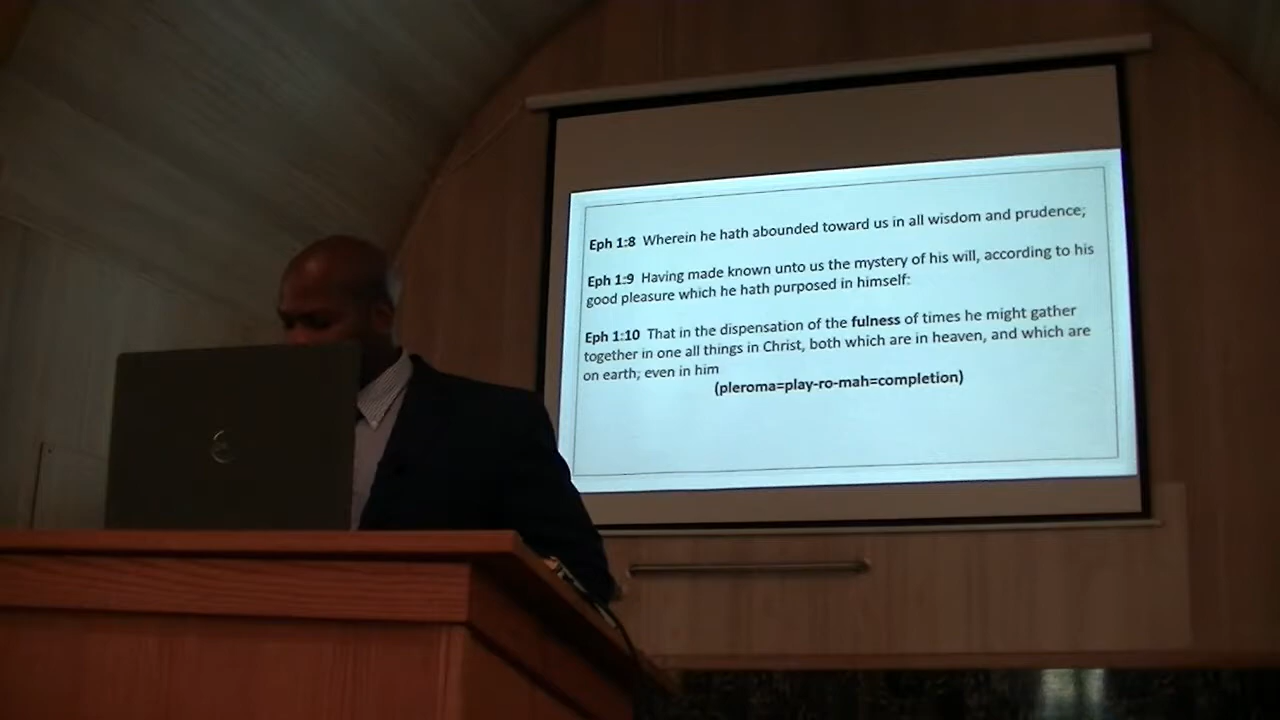 Eph 1:8 Wherein he hath abounded toward us in all wisdom and prudence;
Eph 1:9 Having made known unto us the mystery of his will, according to his
good pleasure which he hath purposed in himself:
Eph 1:10 That in the dispensation of the fulness of times he might gather
together in one all things in Christ, both which are in heaven, and which are
on earth; even in him
(pleroma=play-ro-mah=completion)